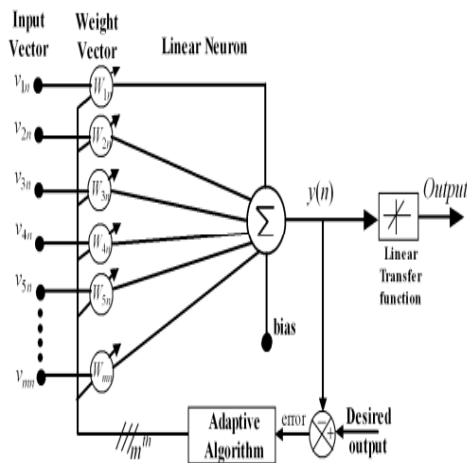 Input Vector
Weight Vector
Linear Neuron
v1n
W1n
v2n
W2n
v3n
W3n
v4n
W4n
v5n
W5n
vmn
Wmn
Σ
y(n)
Output
Linear Transfer function
bias
Adaptive Algorithm
error
− +
Desired output
mth